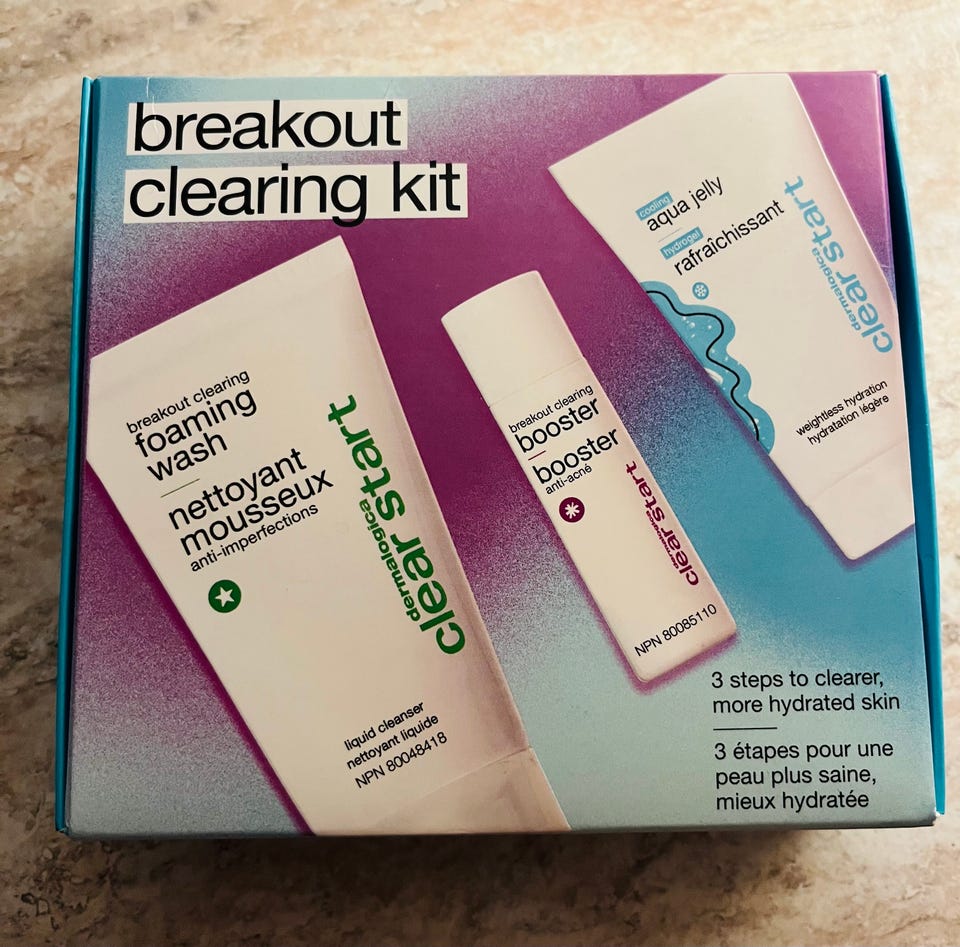 breakout
clearing kit
cooling
aqua jelly
hydrogel
rafraîchissant
dermalogica
clear start
weightless hydration
hydratation légère
breakout clearing
foaming
wash
nettoyant
mousseux
anti-imperfections
dermalogica
clear start
liquid cleanser
nettoyant liquide
NPN 80048418
breakout clearing
booster
booster
anti-acné
dermalogica
clear start
NPN 80085110
3 steps to clearer,
more hydrated skin
3 étapes pour une
peau plus saine,
mieux hydratée